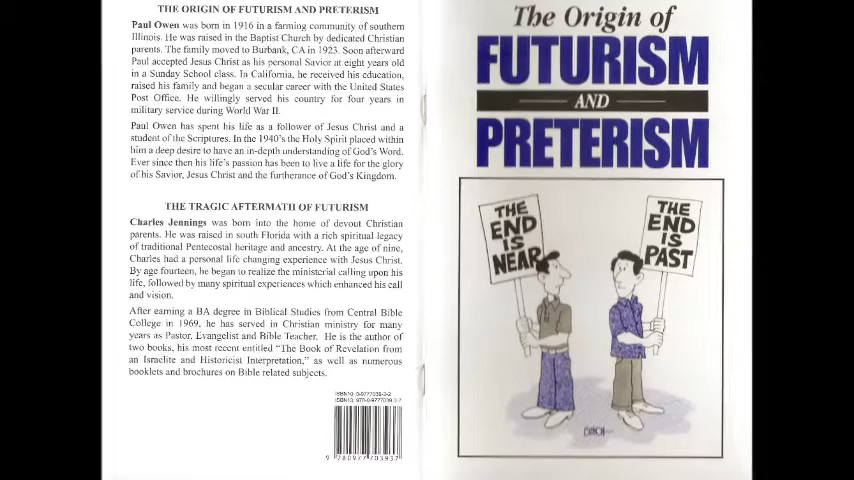 THE ORIGIN OF FUTURISM AND PRETERISM
Paul Owen was born in 1916 in a farming community of southern
Illinois. He was raised in the Baptist Church by dedicated Christian
parents. The family moved to Burbank, CA in 1923. Soon afterward
Paul accepted Jesus Christ as his personal Savior at eight years old
in a Sunday School class. In California, he received his education,
raised his family and began a secular career with the United States
Post Office. He willingly served his country for four years in
military service during World War II.
Paul Owen has spent his life as a follower of Jesus Christ and a
student of the Scriptures. In the 1940's the Holy Spirit placed within
him a deep desire to have an in-depth understanding of God's Word.
Ever since then his life's passion has been to live a life for the glory
of his Savior, Jesus Christ and the furtherance of God's Kingdom.
THE TRAGIC AFTERMATH OF FUTURISM
Charles Jennings was born into the home of devout Christian
parents. He was raised in south Florida with a rich spiritual legacy
of traditional Pentecostal heritage and ancestry. At the age of nine,
Charles had a personal life changing experience with Jesus Christ.
By age fourteen, he began to realize the ministerial calling upon his
life, followed by many spiritual experiences which enhanced his call
and vision.
After earning a BA degree in Biblical Studies from Central Bible
College in 1969, he has served in Christian ministry for many
years as Pastor, Evangelist and Bible Teacher. He is the author of
two books, his most recent entitled “The Book of Revelation from
an Israelite and Historicist Interpretation,” as well as numerous
booklets and brochures on Bible related subjects.
ISBN10: 0-9777039-3-2
ISBN13: 978-0-9777039-3-7
9 780977 703937
The Origin of
FUTURISM
AND
PRETERISM
THE
END
IS
NEAR
THE
END
IS
PAST